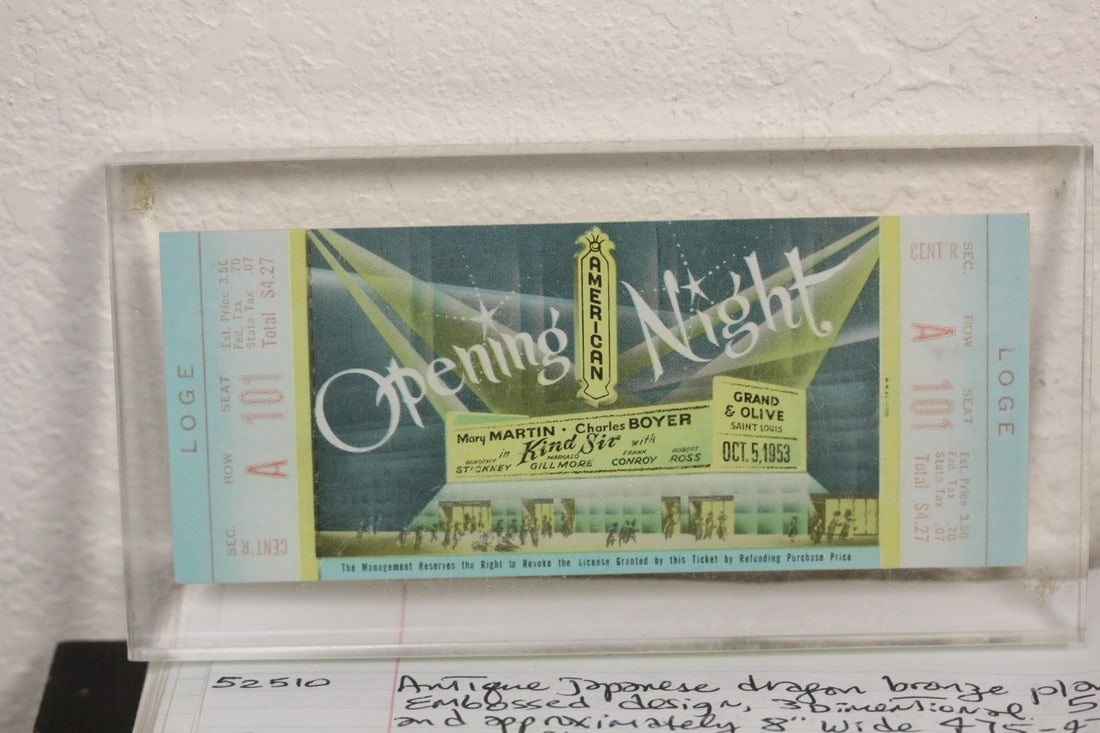 LOGE
Est. Price 3.50
Fed. Tax .70
State Tax .07
Total $4.27
SEC. ROW SEAT
CENT'R A 101
Opening Night
AMERICAN
Mary MARTIN · Charles BOYER
in Kind Sir with
DOROTHY STICKNEY
MARGALO GILLMORE
FRANK CONROY
ROBERT ROSS
GRAND
& OLIVE
SAINT LOUIS
OCT. 5, 1953
The Management Reserves the Right to Revoke the License Granted by this Ticket by Refunding Purchase Price
SEC. ROW SEAT
CENT'R A 101
Est. Price 3.50
Fed. Tax .70
State Tax .07
Total $4.27
LOGE
52510 Antique Japanese dragon bronze
Embossed design, 3Dimentional 5
and approximately 8" wide 475-4